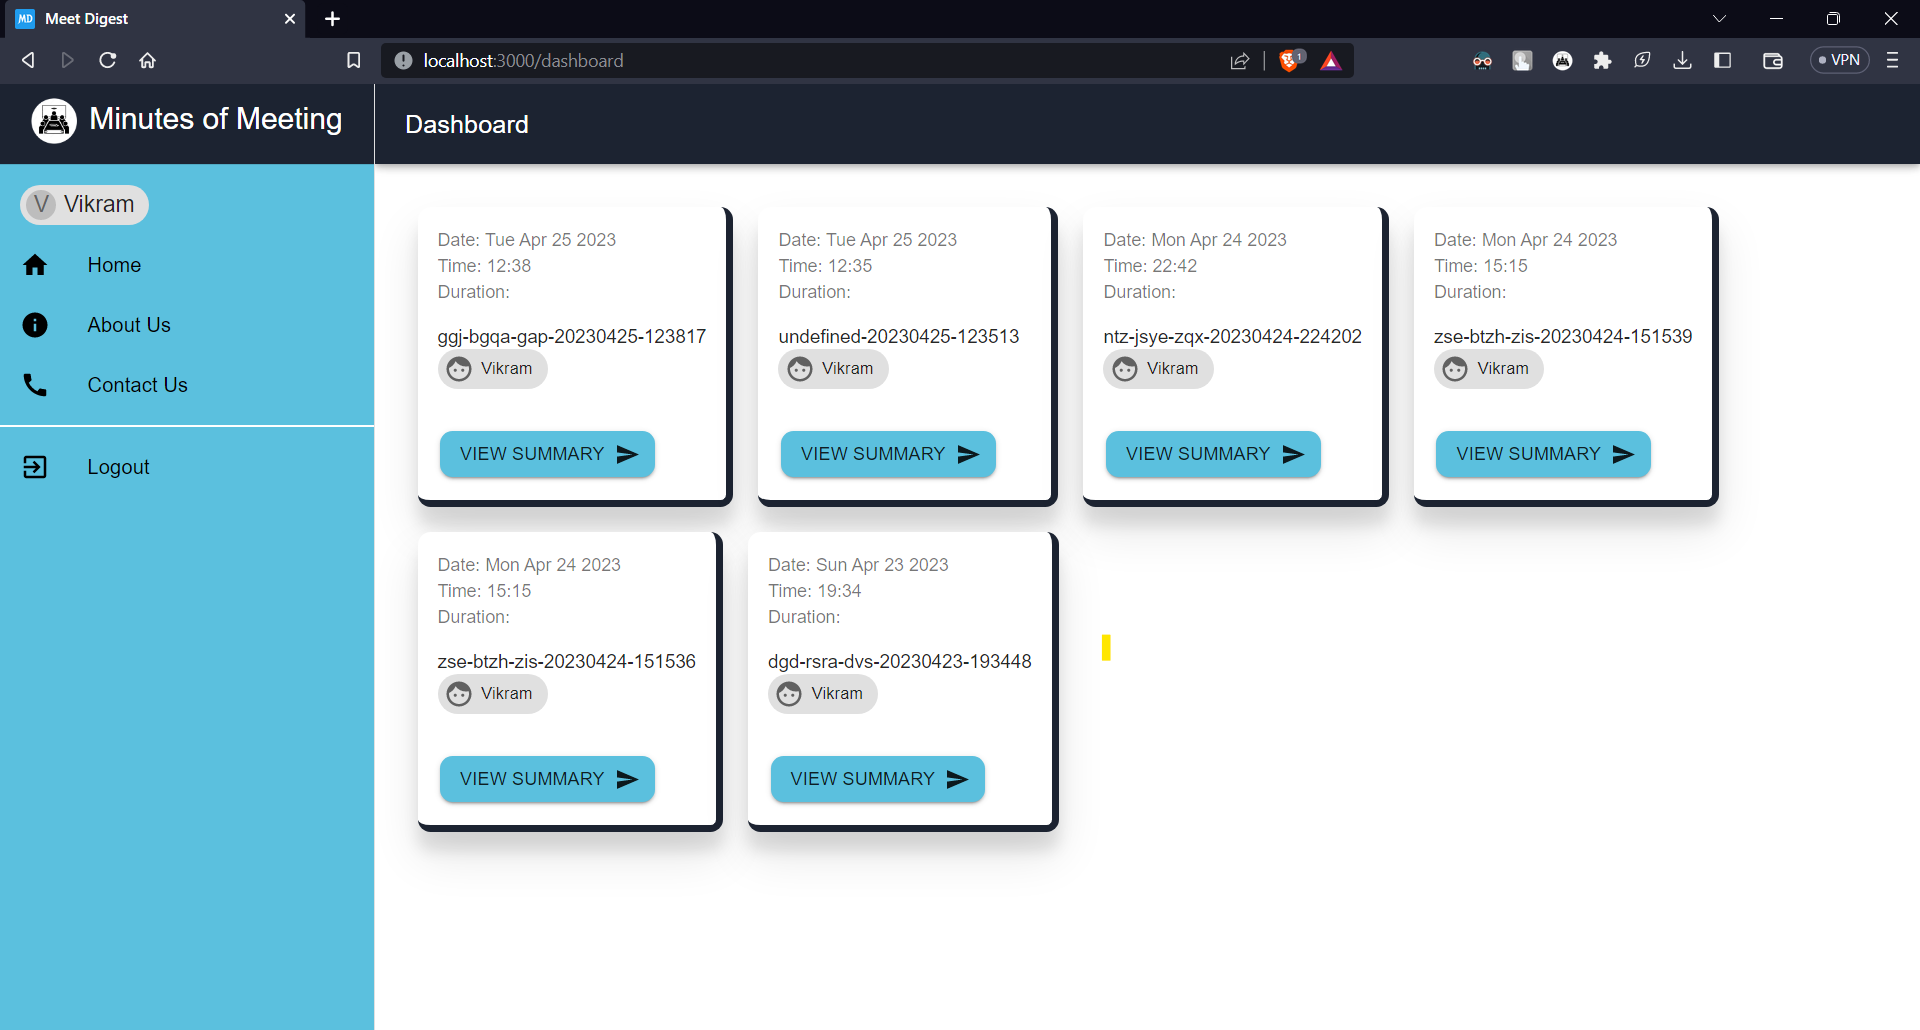 MD Meet Digest
localhost:3000/dashboard
1
VPN
Minutes of Meeting
Dashboard
V Vikram
Home
About Us
Contact Us
Logout
Date: Tue Apr 25 2023
Time: 12:38
Duration:
ggj-bgqa-gap-20230425-123817
Vikram
VIEW SUMMARY
Date: Tue Apr 25 2023
Time: 12:35
Duration:
undefined-20230425-123513
Vikram
VIEW SUMMARY
Date: Mon Apr 24 2023
Time: 22:42
Duration:
ntz-jsye-zqx-20230424-224202
Vikram
VIEW SUMMARY
Date: Mon Apr 24 2023
Time: 15:15
Duration:
zse-btzh-zis-20230424-151539
Vikram
VIEW SUMMARY
Date: Mon Apr 24 2023
Time: 15:15
Duration:
zse-btzh-zis-20230424-151536
Vikram
VIEW SUMMARY
Date: Sun Apr 23 2023
Time: 19:34
Duration:
dgd-rsra-dvs-20230423-193448
Vikram
VIEW SUMMARY